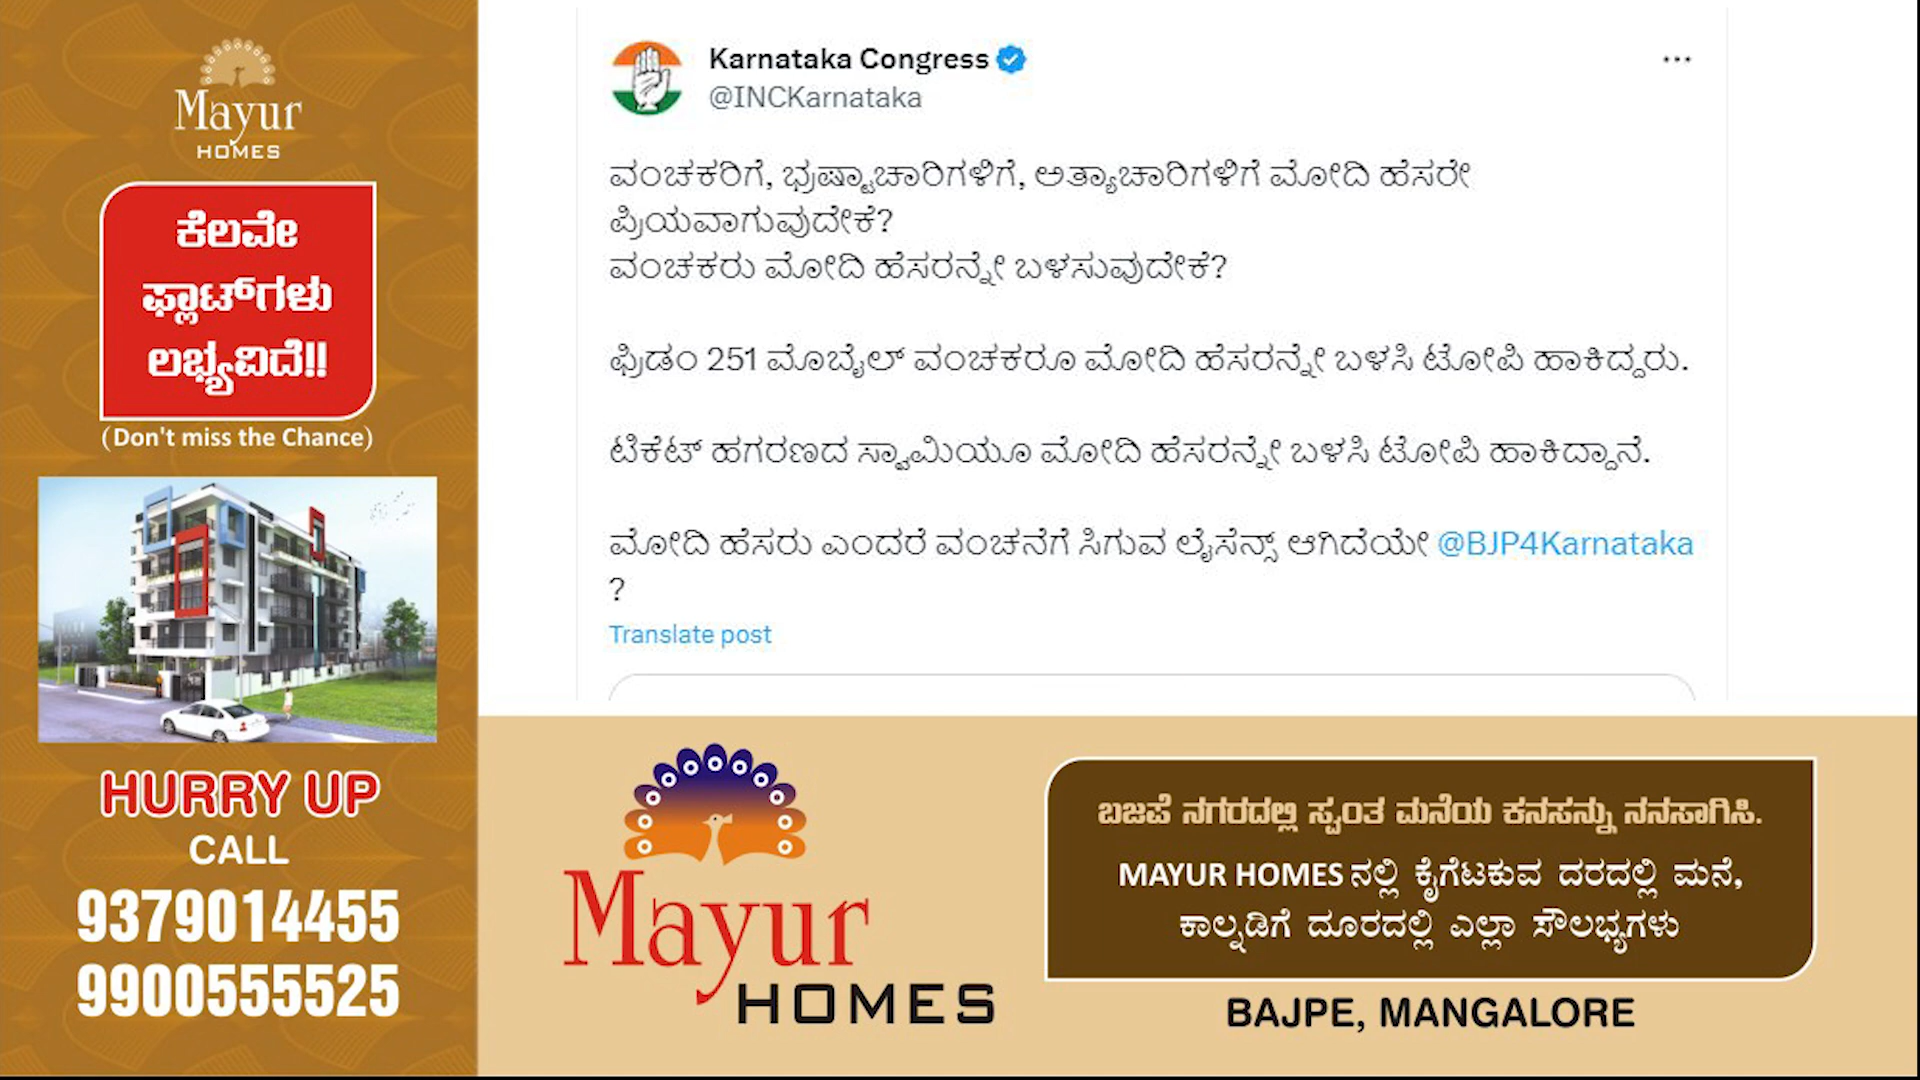 Mayur
HOMES
ಕೆಲವೇ
ಫ್ಲಾಟ್‌ಗಳು
ಲಭ್ಯವಿದೆ!!
(Don't miss the Chance)
HURRY UP
CALL
9379014455
9900555525
Karnataka Congress
@INCKarnataka
ವಂಚಕರಿಗೆ, ಭ್ರಷ್ಟಾಚಾರಿಗಳಿಗೆ, ಅತ್ಯಾಚಾರಿಗಳಿಗೆ ಮೋದಿ ಹೆಸರೇ
ಪ್ರಿಯವಾಗುವುದೇಕೆ?
ವಂಚಕರು ಮೋದಿ ಹೆಸರನ್ನೇ ಬಳಸುವುದೇಕೆ?
ಫ್ರಿಡಂ 251 ಮೊಬೈಲ್ ವಂಚಕರೂ ಮೋದಿ ಹೆಸರನ್ನೇ ಬಳಸಿ ಟೋಪಿ ಹಾಕಿದ್ದರು.
ಟಿಕೆಟ್ ಹಗರಣದ ಸ್ವಾಮಿಯೂ ಮೋದಿ ಹೆಸರನ್ನೇ ಬಳಸಿ ಟೋಪಿ ಹಾಕಿದ್ದಾನೆ.
ಮೋದಿ ಹೆಸರು ಎಂದರೆ ವಂಚನೆಗೆ ಸಿಗುವ ಲೈಸೆನ್ಸ್ ಆಗಿದೆಯೇ @BJP4Karnataka
?
Translate post
Mayur
HOMES
ಬಜಪೆ ನಗರದಲ್ಲಿ ಸ್ವಂತ ಮನೆಯ ಕನಸನ್ನು ನನಸಾಗಿಸಿ.
MAYUR HOMES ನಲ್ಲಿ ಕೈಗೆಟಕುವ ದರದಲ್ಲಿ ಮನೆ,
ಕಾಲ್ನಡಿಗೆ ದೂರದಲ್ಲಿ ಎಲ್ಲಾ ಸೌಲಭ್ಯಗಳು
BAJPE, MANGALORE